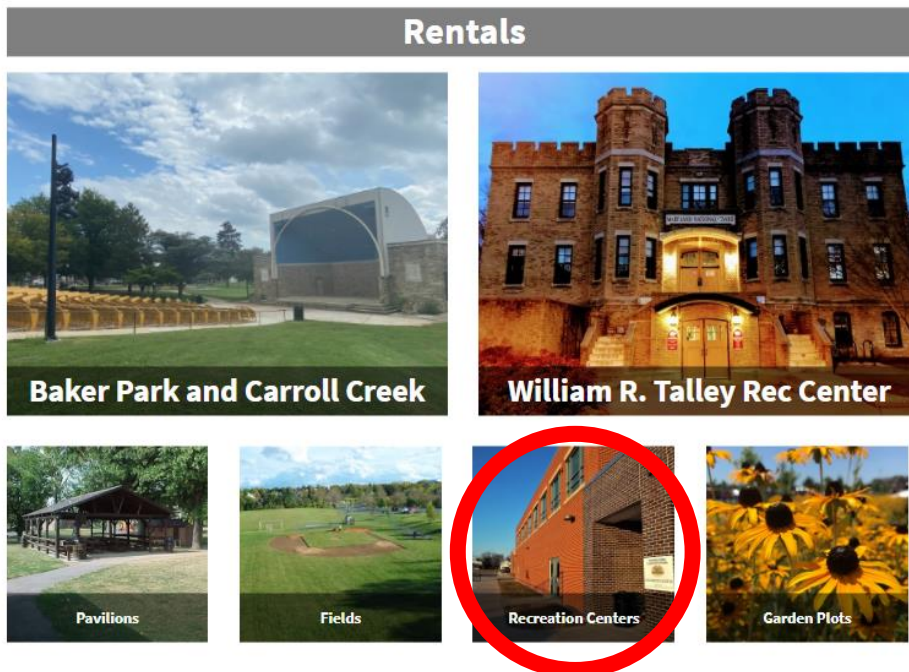 Rentals
Baker Park and Carroll Creek
William R. Talley Rec Center
Pavilions
Fields
Recreation Centers
Garden Plots